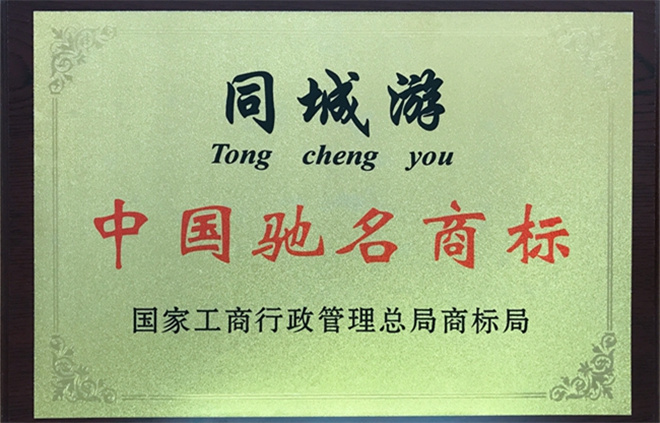 同城游
Tong cheng you
中国驰名商标
国家工商行政管理总局商标局